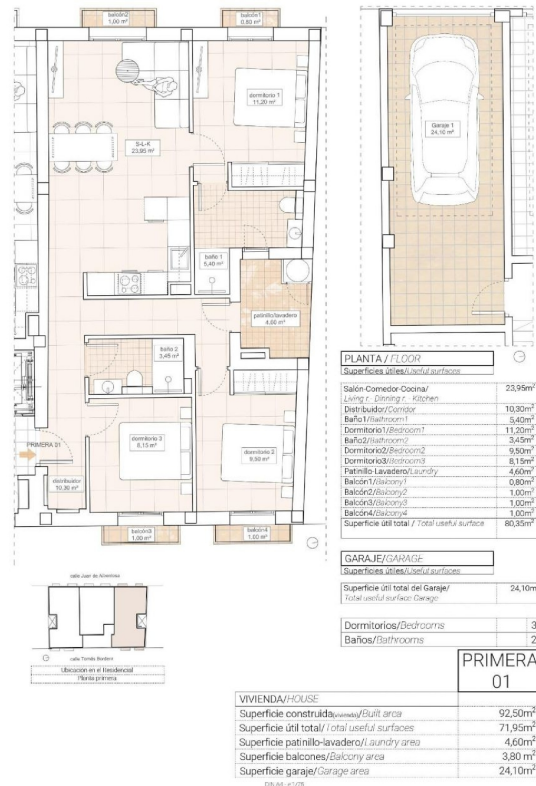 balcón2
1,00 m²
balcón1
0,80 m²
dormitorio 1
11,20 m²
S-L-K
23,95 m²
Garaje 1
24,10 m²
baño 1
5,40 m²
patinillo/lavadero
4,60 m²
baño 2
3,45 m²
dormitorio 3
8,15 m²
dormitorio 2
9,50 m²
PRIMERA 01
distribuidor
10,30 m²
balcón3
1,00 m²
balcón4
1,00 m²
PLANTA / FLOOR
Superficies útiles/Useful surfaces
Salón-Comedor-Cocina/ 23,95m²
Living r. Dinning r. - Kitchen
Distribuidor/Corridor 10,30m²
Baño1/Bathroom1 5,40m²
Dormitorio1/Bedroom1 11,20m²
Baño2/Bathroom2 3,45m²
Dormitorio2/Bedroom2 9,50m²
Dormitorio3/Bedroom3 8,15m²
Patinillo-Lavadero/Laundry 4,60m²
Balcón1/Balcony1 0,80m²
Balcón2/Balcony2 1,00m²
Balcón3/Balcony3 1,00m²
Balcón4/Balcony4 1,00m²
Superficie útil total / Total useful surface 80,35m²
GARAJE/GARAGE
Superficies útiles/Useful surfaces
Superficie útil total del Garaje/ 24,10m
Total useful surface Garage
Dormitorios/Bedrooms 3
Baños/Bathrooms 2
calle Juan de
calle Tomás
Ubicación en el Residencial
Planta primera
PRIMERA
01
VIVIENDA/HOUSE
Superficie construida(vivienda)/Built area 92,50m²
Superficie útil total/Total useful surfaces 71,95m²
Superficie patinillo-lavadero/Laundry area 4,60m²
Superficie balcones/Balcony area 3,80 m²
Superficie garaje/Garage area 24,10m²